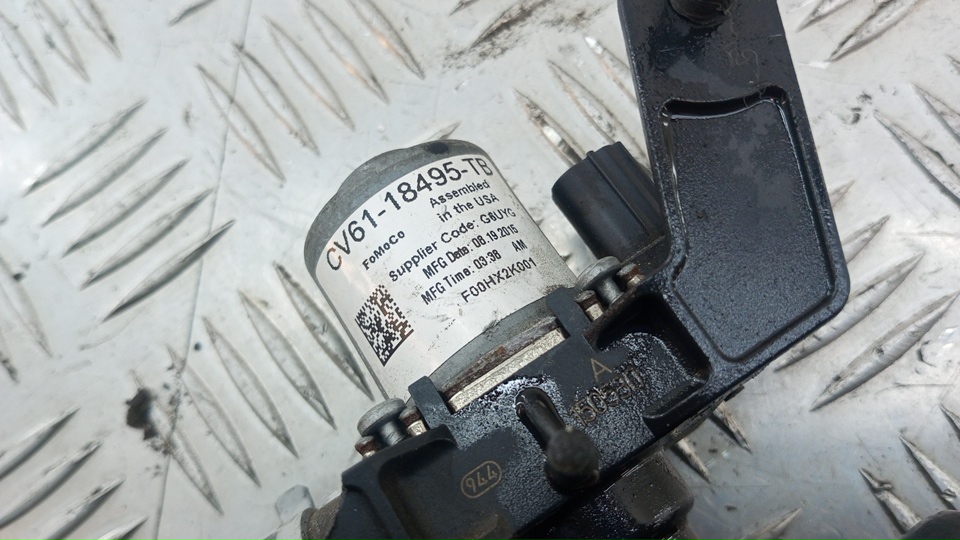 CV61-18495-TB
FoMoCo
Assembled
in the USA
Supplier Code: G6UYG
MFG Date: 08.19.2015
MFG Time: 03:38 AM
F00HX2K001
A
944